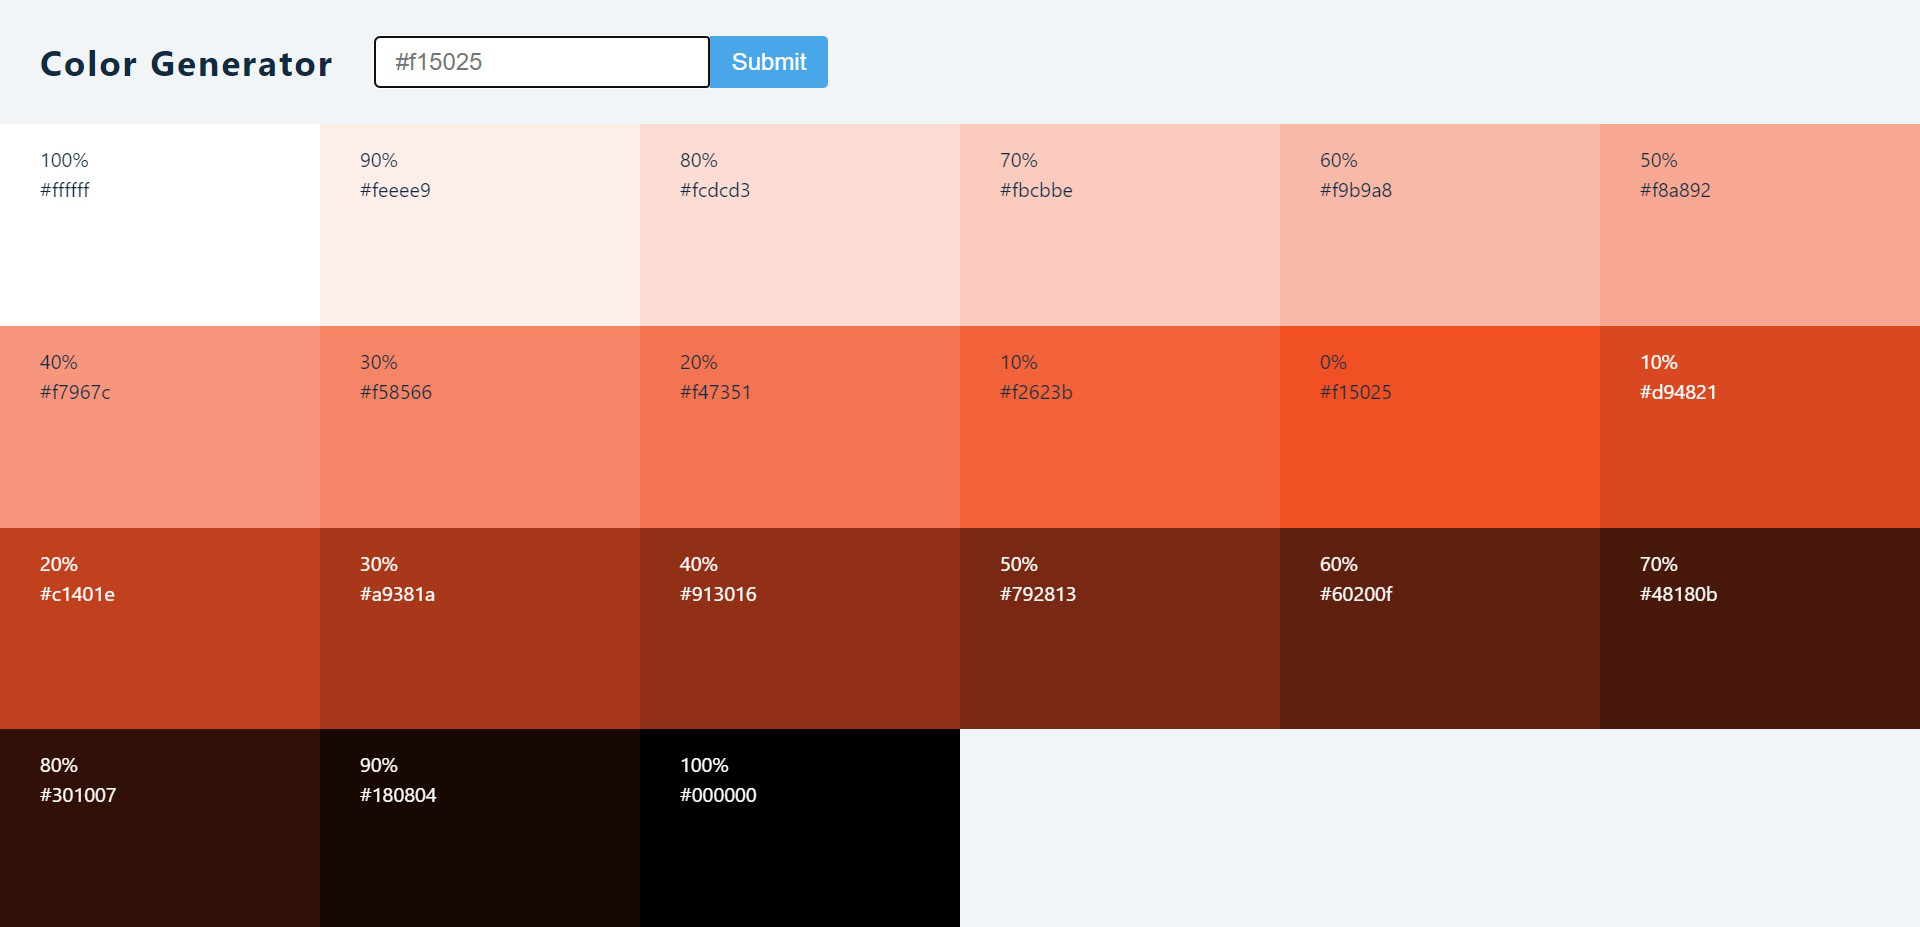 Color Generator
#f15025
Submit
100%
#ffffff
90%
#feeee9
80%
#fcdcd3
70%
#fbcbbe
60%
#f9b9a8
50%
#f8a892
40%
#f7967c
30%
#f58566
20%
#f47351
10%
#f2623b
0%
#f15025
10%
#d94821
20%
#c1401e
30%
#a9381a
40%
#913016
50%
#792813
60%
#60200f
70%
#48180b
80%
#301007
90%
#180804
100%
#000000